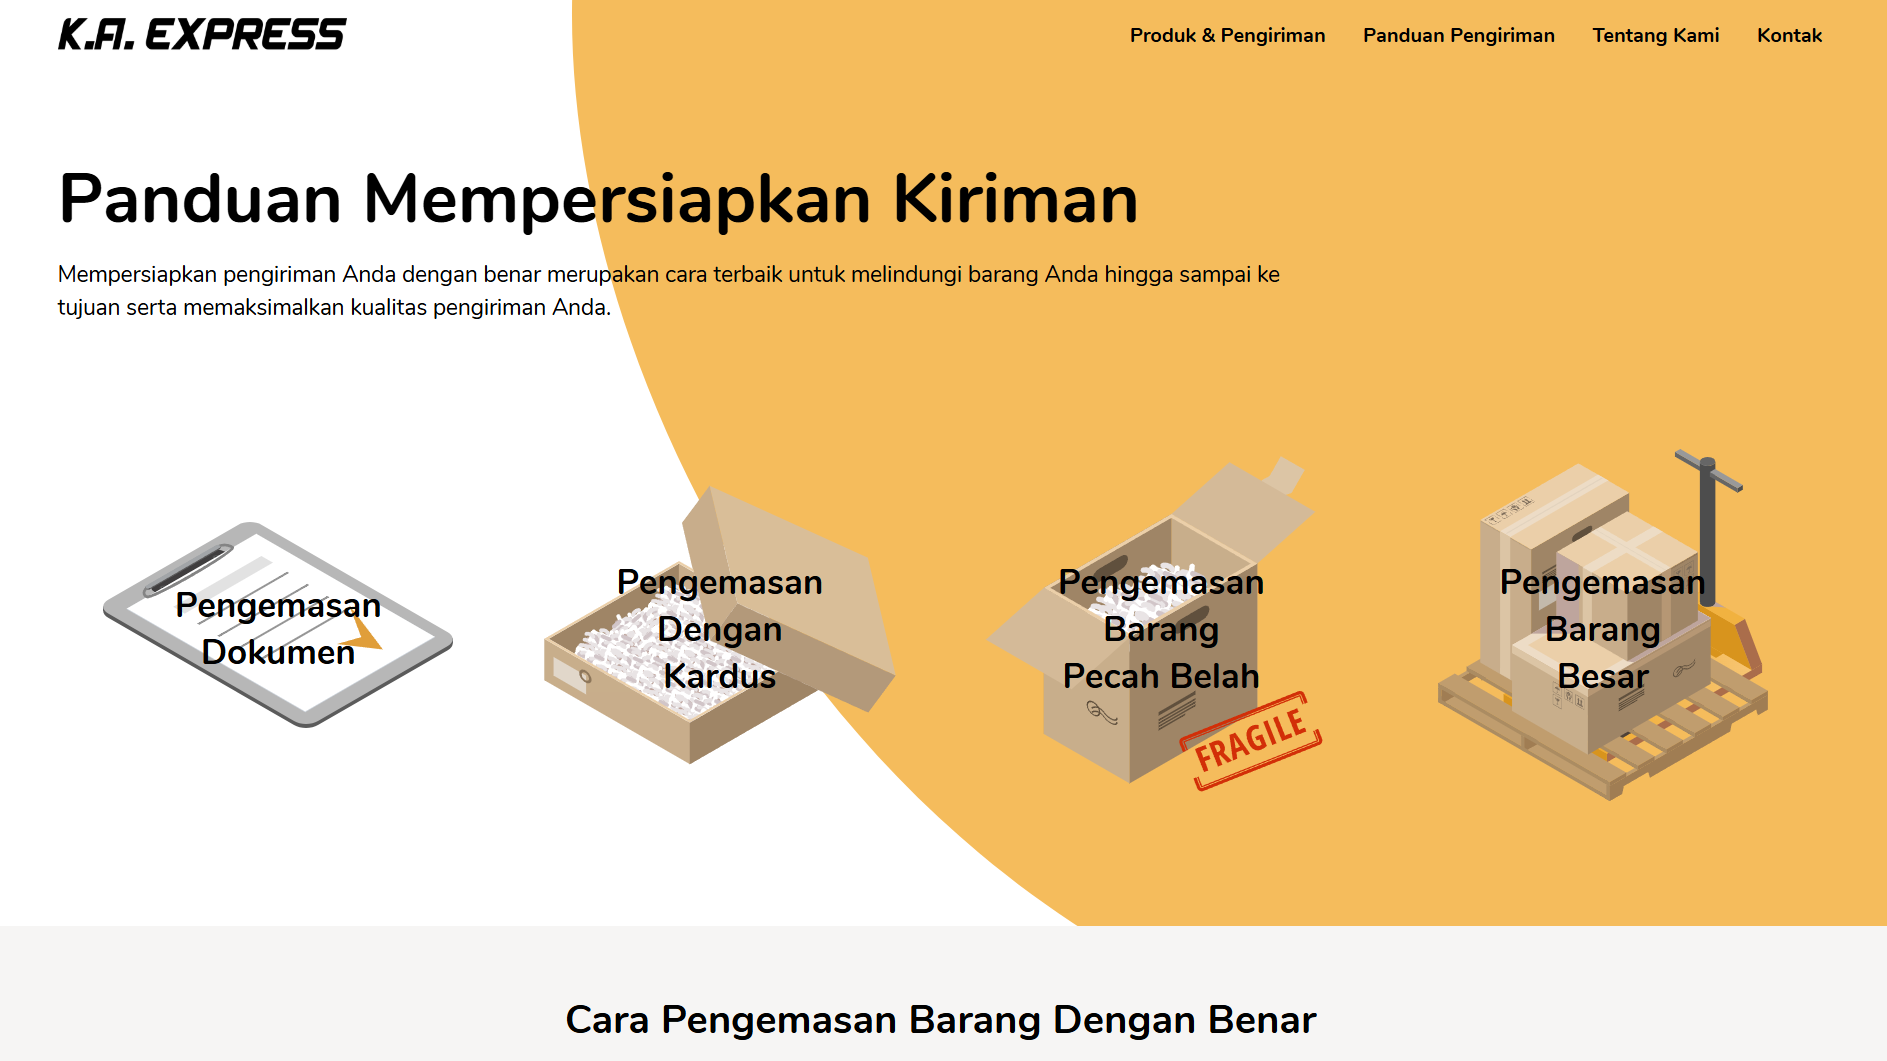 K.A. EXPRESS
Produk & Pengiriman
Panduan Pengiriman
Tentang Kami
Kontak
Panduan Mempersiapkan Kiriman
Mempersiapkan pengiriman Anda dengan benar merupakan cara terbaik untuk melindungi barang Anda hingga sampai ke
tujuan serta memaksimalkan kualitas pengiriman Anda.
Pengemasan
Dokumen
Pengemasan
Dengan
Kardus
Pengemasan
Barang
Pecah Belah
FRAGILE
Pengemasan
Barang
Besar
Cara Pengemasan Barang Dengan Benar